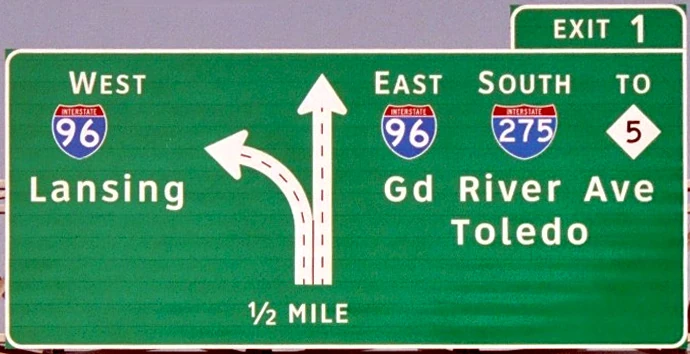 EXIT 1
WEST
INTERSTATE
96
Lansing
EAST SOUTH TO
INTERSTATE INTERSTATE
96 275 5
Gd River Ave
Toledo
1/2 MILE